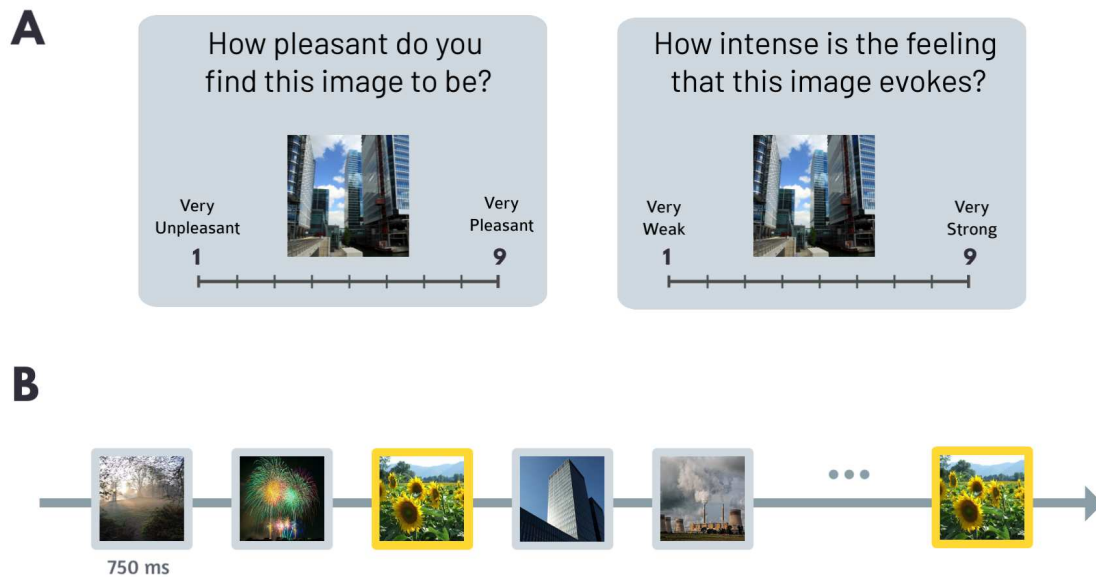 A
How pleasant do you
find this image to be?
Very
Unpleasant
1
Very
Pleasant
9
How intense is the feeling
that this image evokes?
Very
Weak
1
Very
Strong
9
B
750 ms